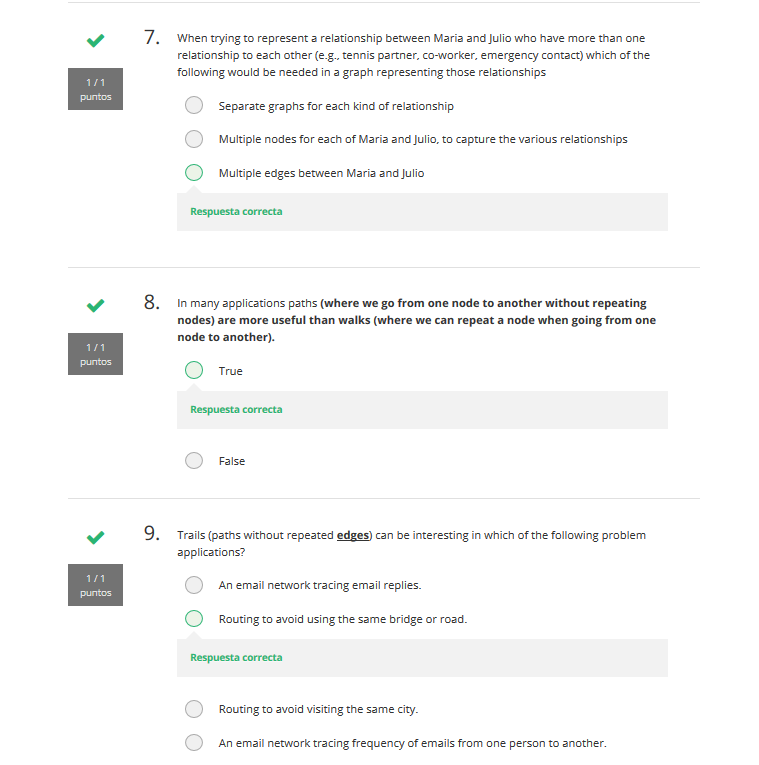 7. When trying to represent a relationship between Maria and Julio who have more than one
relationship to each other (e.g., tennis partner, co-worker, emergency contact) which of the
following would be needed in a graph representing those relationships
1 / 1
puntos
Separate graphs for each kind of relationship
Multiple nodes for each of Maria and Julio, to capture the various relationships
Multiple edges between Maria and Julio
Respuesta correcta
8. In many applications paths (where we go from one node to another without repeating
nodes) are more useful than walks (where we can repeat a node when going from one
node to another).
1 / 1
puntos
True
Respuesta correcta
False
9. Trails (paths without repeated edges) can be interesting in which of the following problem
applications?
1 / 1
puntos
An email network tracing email replies.
Routing to avoid using the same bridge or road.
Respuesta correcta
Routing to avoid visiting the same city.
An email network tracing frequency of emails from one person to another.